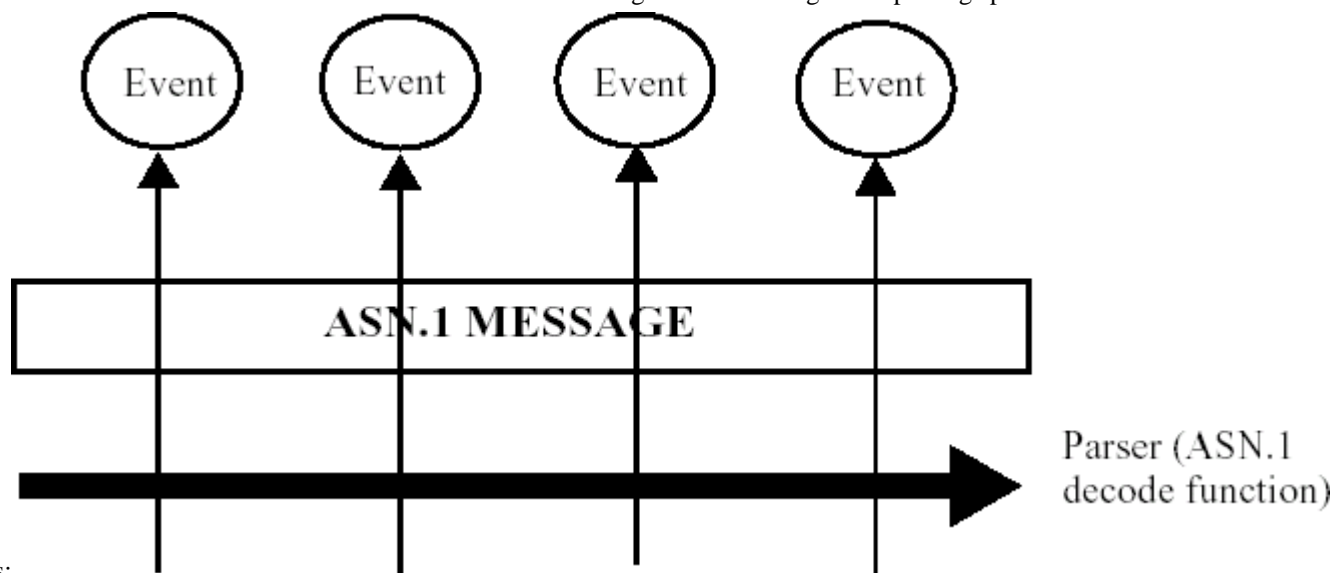 Event Event Event Event
ASN.1 MESSAGE
Parser (ASN.1
decode function)